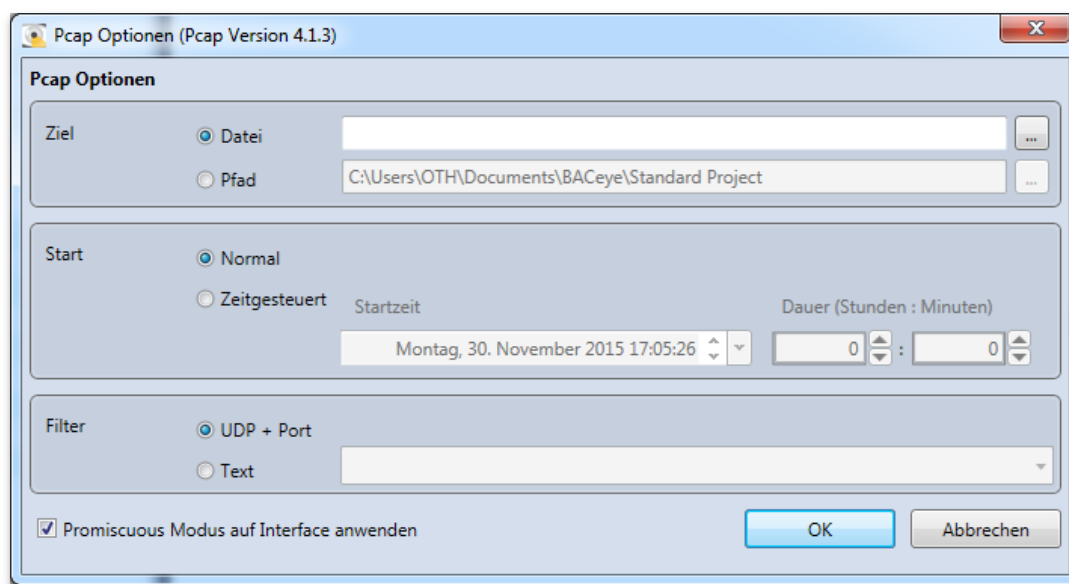 Pcap Optionen (Pcap Version 4.1.3)
x
Pcap Optionen
Ziel
Datei
...
Pfad
C:\Users\OTH\Documents\BACeye\Standard Project
...
Start
Normal
Zeitgesteuert
Startzeit
Dauer (Stunden : Minuten)
Montag, 30. November 2015 17:05:26
0 : 0
Filter
UDP + Port
Text
Promiscuous Modus auf Interface anwenden
OK
Abbrechen